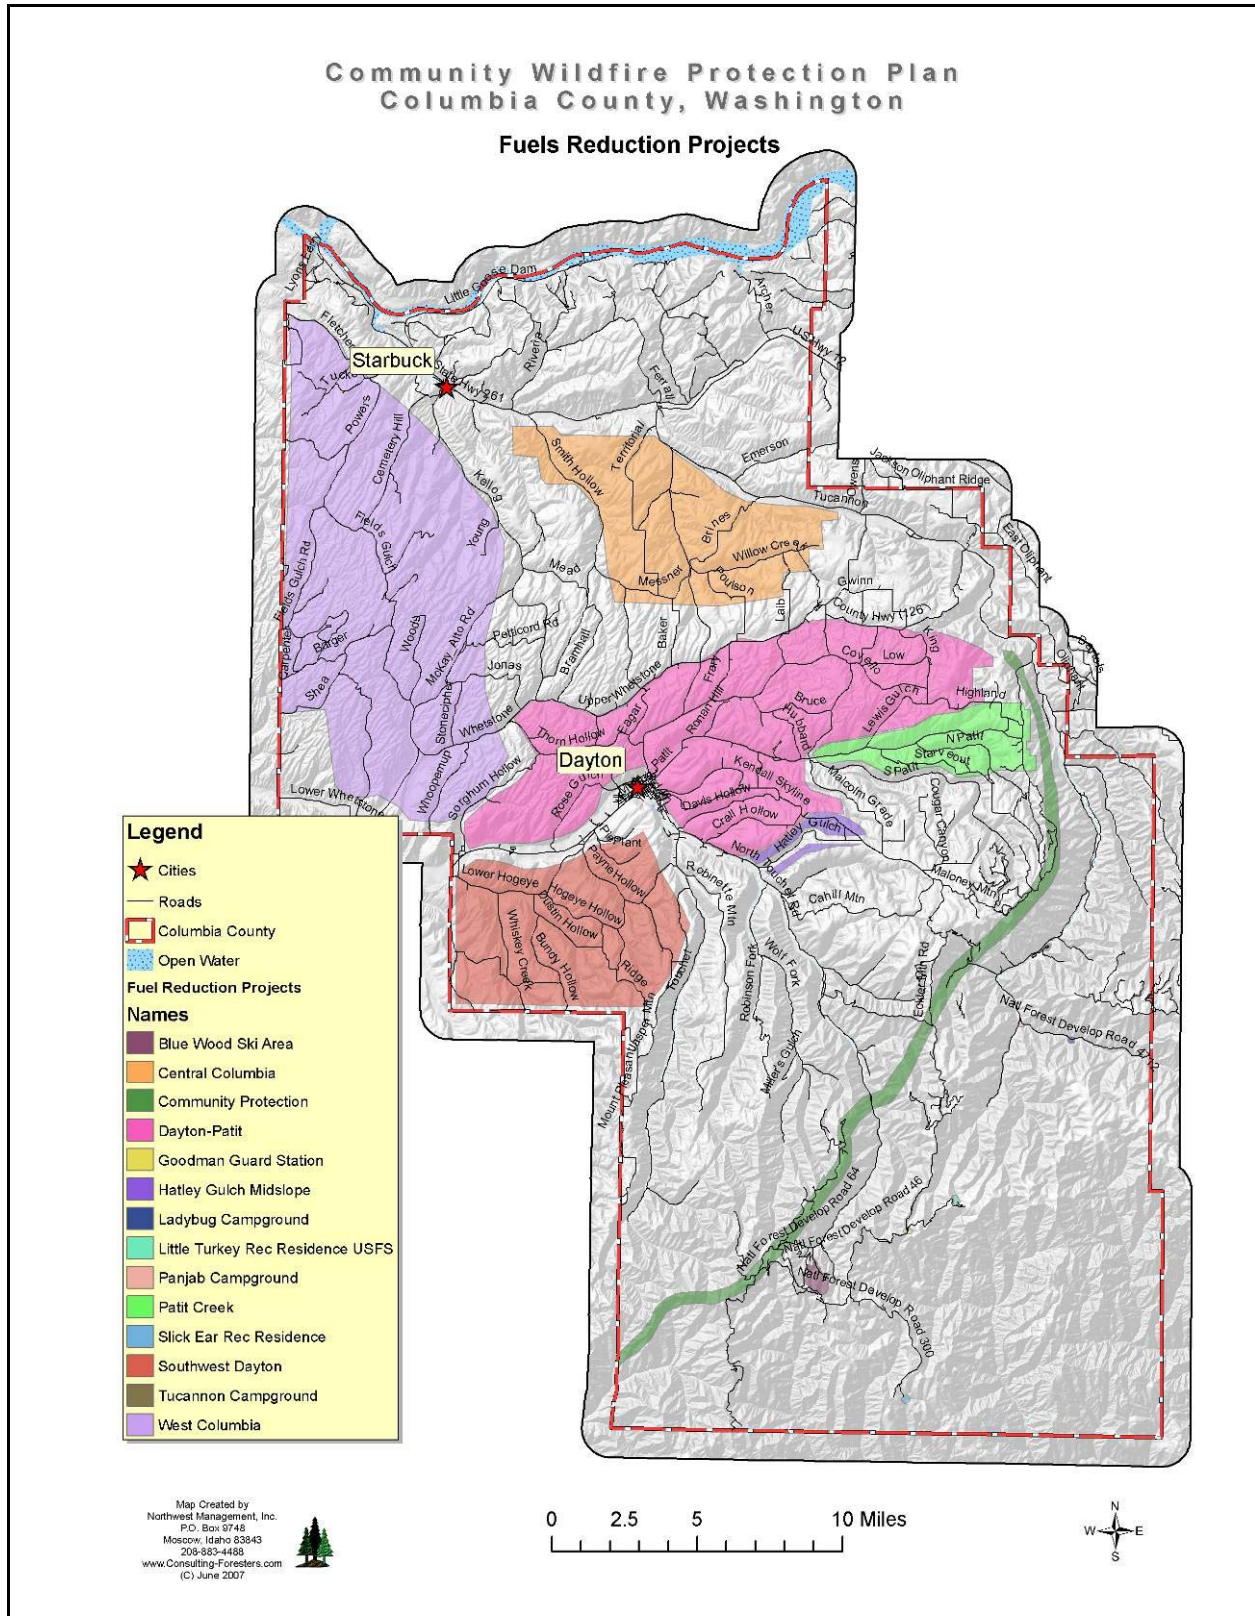 Community Wildfire Protection Plan
Columbia County, Washington
Fuels Reduction Projects
Lyons Ferry
Little Goose Dam
Archer
US Hwy 12
Fletcher
Starbuck
State Hwy 261
Riveria
Ferrall
Tucke
Powers
Cemetery Hill
Smith Hollow
Territorial
Emerson
Jackson Oliphant Ridge
Owens
Tucannon
Kellog
Brines
East Oliphant
Fields Gulch
Young
Willow Creek
Fields Gulch Rd
Mead
Messner
Poulson
Gwinn
Laib
County Hwy 1126
King
McKay Alto Rd
Petticord Rd
Baker
Woods
Barger
Carpenter
Bramhall
Jonas
Upper Whetstone
Covello
Low
Bartels
Oliphant
Shea
Stonecipher
Frary
Bruce
Lewis Gulch
Highland
Whetstone
Eagar
Ronan Hill
Hubbard
Thorn Hollow
N Patit
Whoopemup
Sorghum Hollow
Dayton
Patit
Starveout
S Patit
Rose Gulch
Kendall Skyline
Malcolm Grade
Cougar Canyon
Lower Whetstone
Davis Hollow
Crall Hollow
Hatley Gulch
Plant
Payne Hollow
North Touchet Rd
Lower Hogeye
Hogeye Hollow
Robinette Mtn
Maloney Mtn
Cahill Mtn
Dustin Hollow
Whiskey Creek
Bundy Hollow
Ridge
Touchet
Wolf Fork
Robinson Fork
Eckler Mtn Rd
Natl Forest Develop Road 4712
Jasper Mtn
Mount Pleasant
Miller's Gulch
Natl Forest Develop Road 64
Natl Forest Develop Road 46
Natl Forest Develop Road 300
Legend
Cities
Roads
Columbia County
Open Water
Fuel Reduction Projects
Names
Blue Wood Ski Area
Central Columbia
Community Protection
Dayton-Patit
Goodman Guard Station
Hatley Gulch Midslope
Ladybug Campground
Little Turkey Rec Residence USFS
Panjab Campground
Patit Creek
Slick Ear Rec Residence
Southwest Dayton
Tucannon Campground
West Columbia
Map Created by
Northwest Management, Inc.
P.O. Box 9748
Moscow, Idaho 83843
208-883-4488
www.Consulting-Foresters.com
(C) June 2007
0 2.5 5 10 Miles
N
W E
S